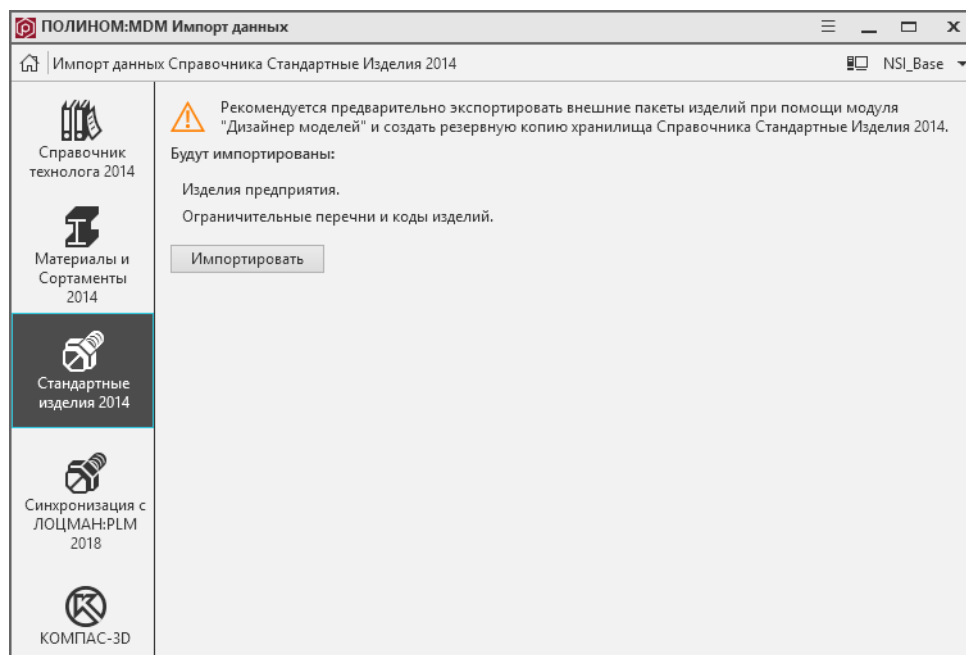 ПОЛИНОМ:MDM Импорт данных
Импорт данных Справочника Стандартные Изделия 2014
NSI_Base
Справочник
технолога 2014
Материалы и
Сортаменты
2014
Стандартные
изделия 2014
Синхронизация с
ЛОЦМАН:PLM
2018
КОМПАС-3D
Рекомендуется предварительно экспортировать внешние пакеты изделий при помощи модуля
"Дизайнер моделей" и создать резервную копию хранилища Справочника Стандартные Изделия 2014.
Будут импортированы:
Изделия предприятия.
Ограничительные перечни и коды изделий.
Импортировать